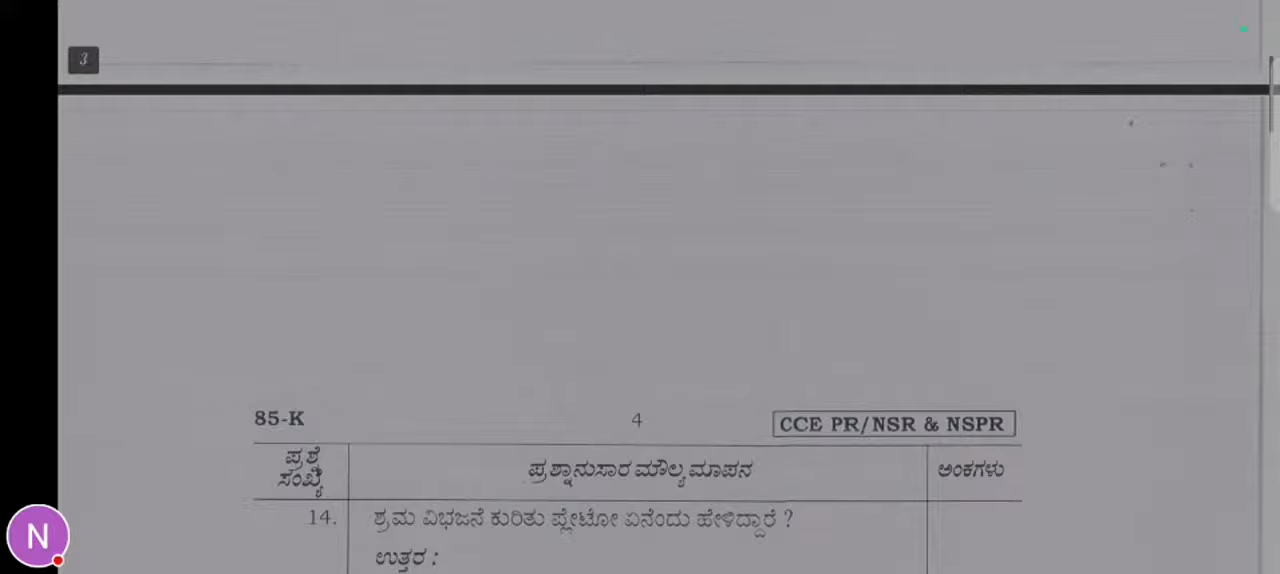 3
85-K 4 CCE PR/NSR & NSPR
ಪ್ರಶ್ನೆ ಸಂಖ್ಯೆ ಪ್ರಶ್ನಾನುಸಾರ ಮೌಲ್ಯಮಾಪನ ಅಂಕಗಳು
14. ಶ್ರಮ ವಿಭಜನೆ ಕುರಿತು ಪ್ಲೇಟೋ ಏನೆಂದು ಹೇಳಿದ್ದಾರೆ ?
ಉತ್ತರ :
N